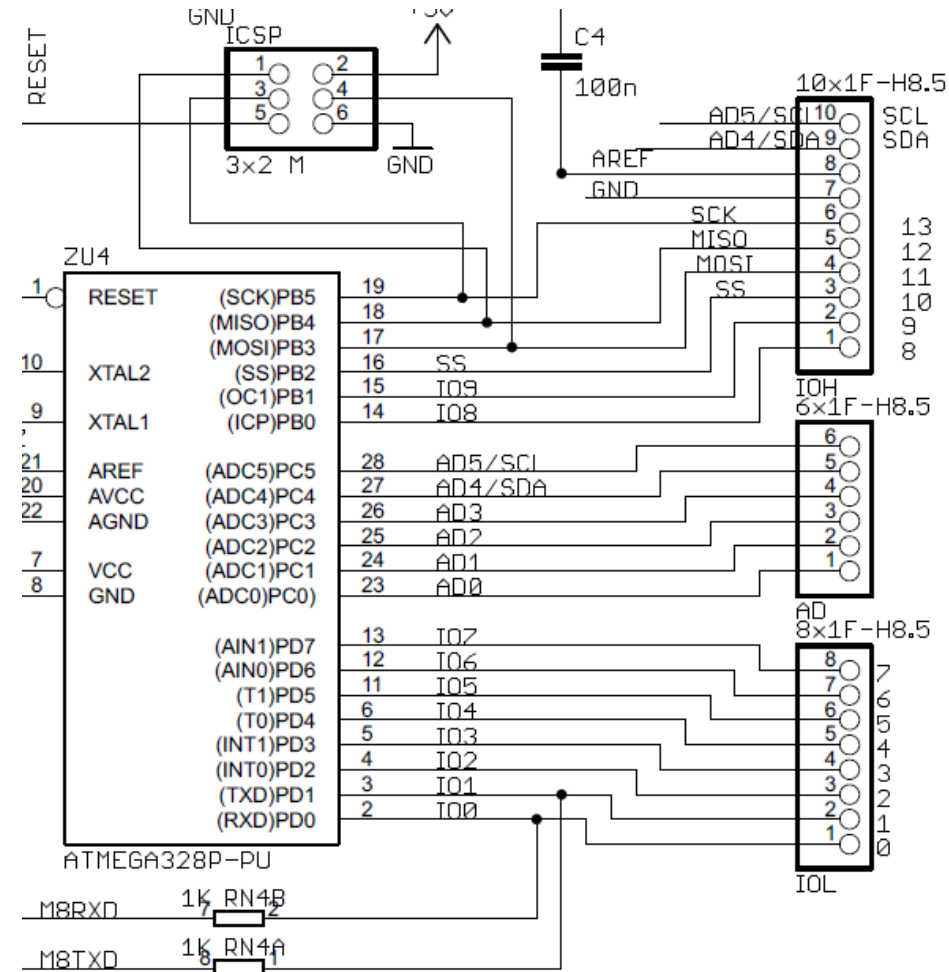 GND
ICSP
RESET
1 2
3 4
5 6
3x2 M
GND
C4
100n
10x1F-H8.5
AD5/SCL 10 SCL
AD4/SDA 9 SDA
AREF 8
GND 7
SCK 6 13
MISO 5 12
MOSI 4 11
SS 3 10
2 9
1 8
IOH
ZU4
1 RESET (SCK)PB5 19
(MISO)PB4 18
(MOSI)PB3 17
10 XTAL2 (SS)PB2 16 SS
(OC1)PB1 15 IO9
9 XTAL1 (ICP)PB0 14 IO8
21 AREF (ADC5)PC5 28 AD5/SCL
20 AVCC (ADC4)PC4 27 AD4/SDA
22 AGND (ADC3)PC3 26 AD3
(ADC2)PC2 25 AD2
7 VCC (ADC1)PC1 24 AD1
8 GND (ADC0)PC0) 23 AD0
(AIN1)PD7 13 IO7
(AIN0)PD6 12 IO6
(T1)PD5 11 IO5
(T0)PD4 6 IO4
(INT1)PD3 5 IO3
(INT0)PD2 4 IO2
(TXD)PD1 3 IO1
(RXD)PD0 2 IO0
ATMEGA328P-PU
6x1F-H8.5
6
5
4
3
2
1
AD
8x1F-H8.5
8 7
7 6
6 5
5 4
4 3
3 2
2 1
1 0
IOL
1K RN4B
M8RXD 7 2
1K RN4A
M8TXD 8 1